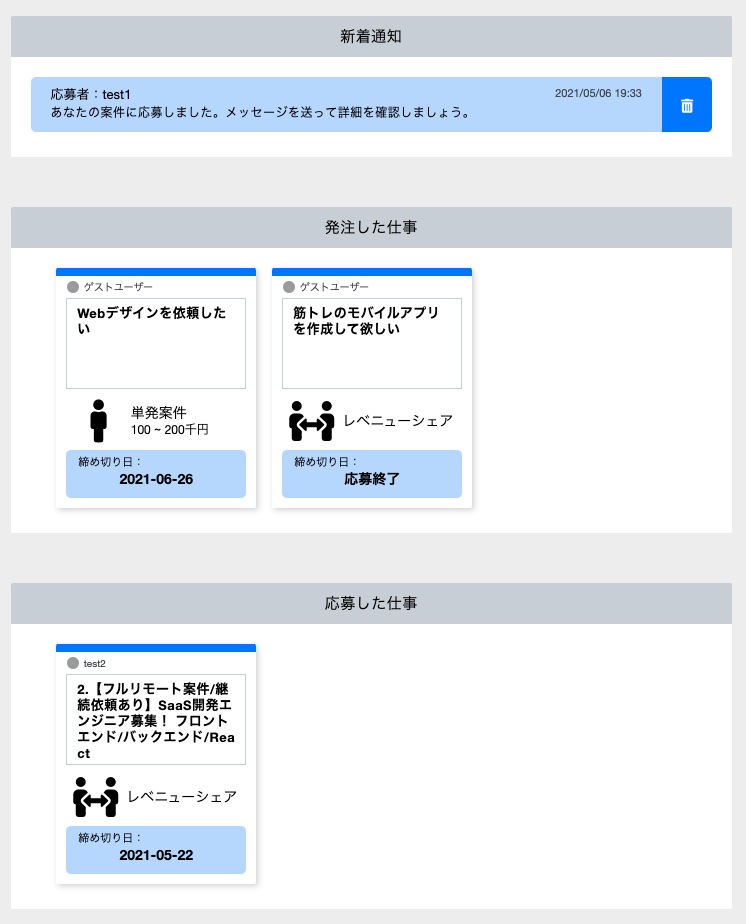 新着通知
応募者：test1
2021/05/06 19:33
あなたの案件に応募しました。メッセージを送って詳細を確認しましょう。
発注した仕事
ゲストユーザー
Webデザインを依頼した
い
単発案件
100 ~ 200千円
締め切り日：
2021-06-26
ゲストユーザー
筋トレのモバイルアプリ
を作成して欲しい
レベニューシェア
締め切り日：
応募終了
応募した仕事
test2
2.【フルリモート案件/継
続依頼あり】SaaS開発エ
ンジニア募集！ フロント
エンド/バックエンド/Rea
ct
レベニューシェア
締め切り日：
2021-05-22